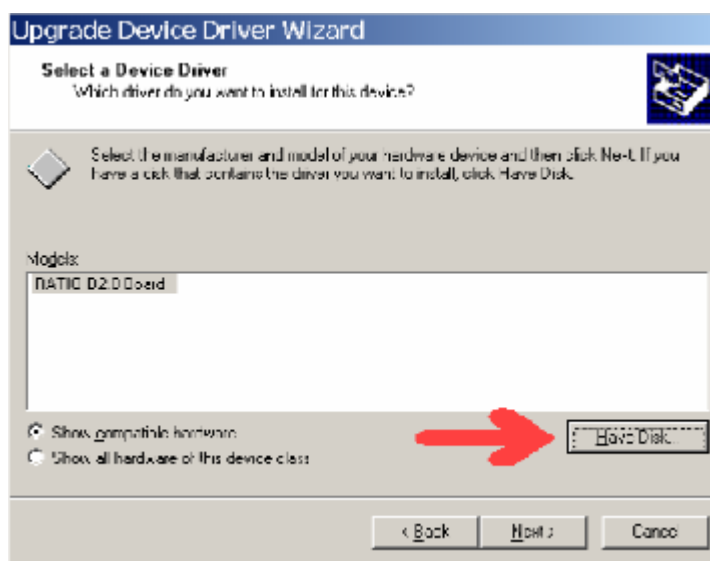 Upgrade Device Driver Wizard
Select a Device Driver
Which driver do you want to install for this device?
Select the manufacturer and model of your hardware device and then click Next. If you
have a disk that contains the driver you want to install, click Have Disk.
Models:
Board
Show compatible hardware
Have Disk...
Show all hardware of this device class
< Back
Next >
Cancel